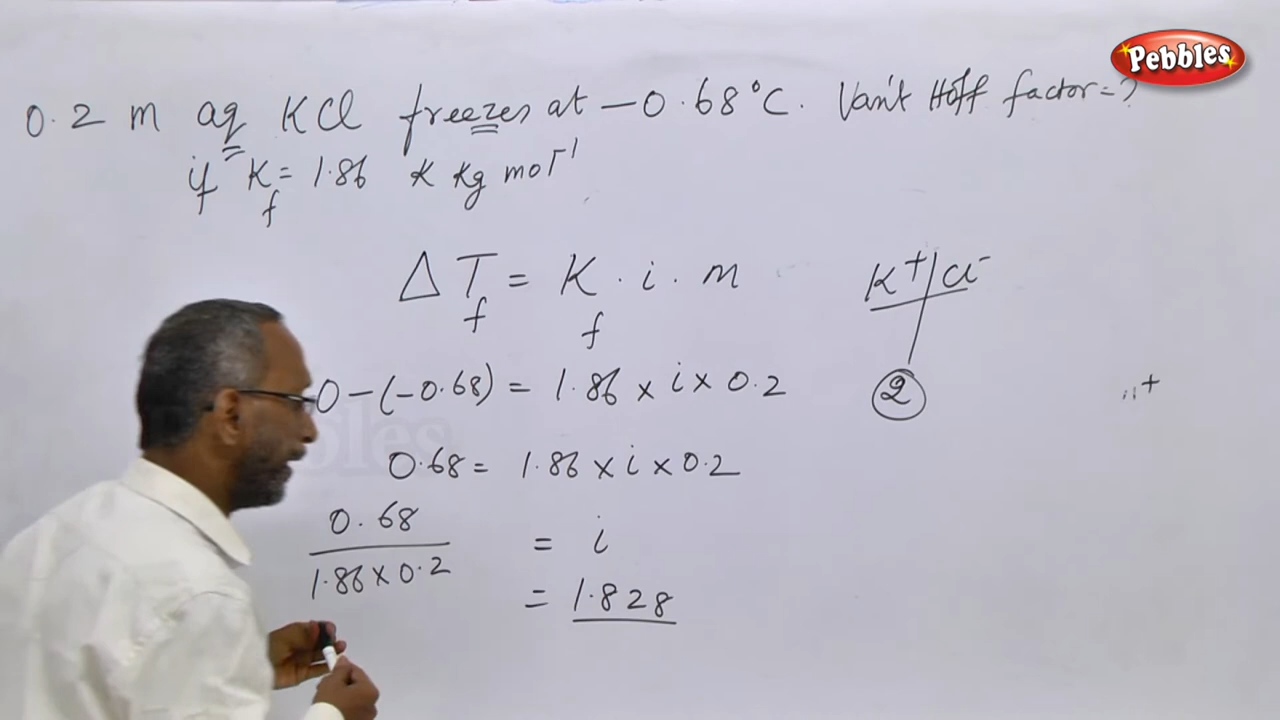 Pebbles
0.2 m aq KCl freezes at -0.68°C. Van't Hoff factor = ?
if Kf = 1.86 K Kg mol⁻¹
ΔTf = Kf . i . m
K⁺/Cl⁻
0-(-0.68) = 1.86 x i x 0.2
2
0.68 = 1.86 x i x 0.2
0.68
1.86 x 0.2
= i
= 1.828